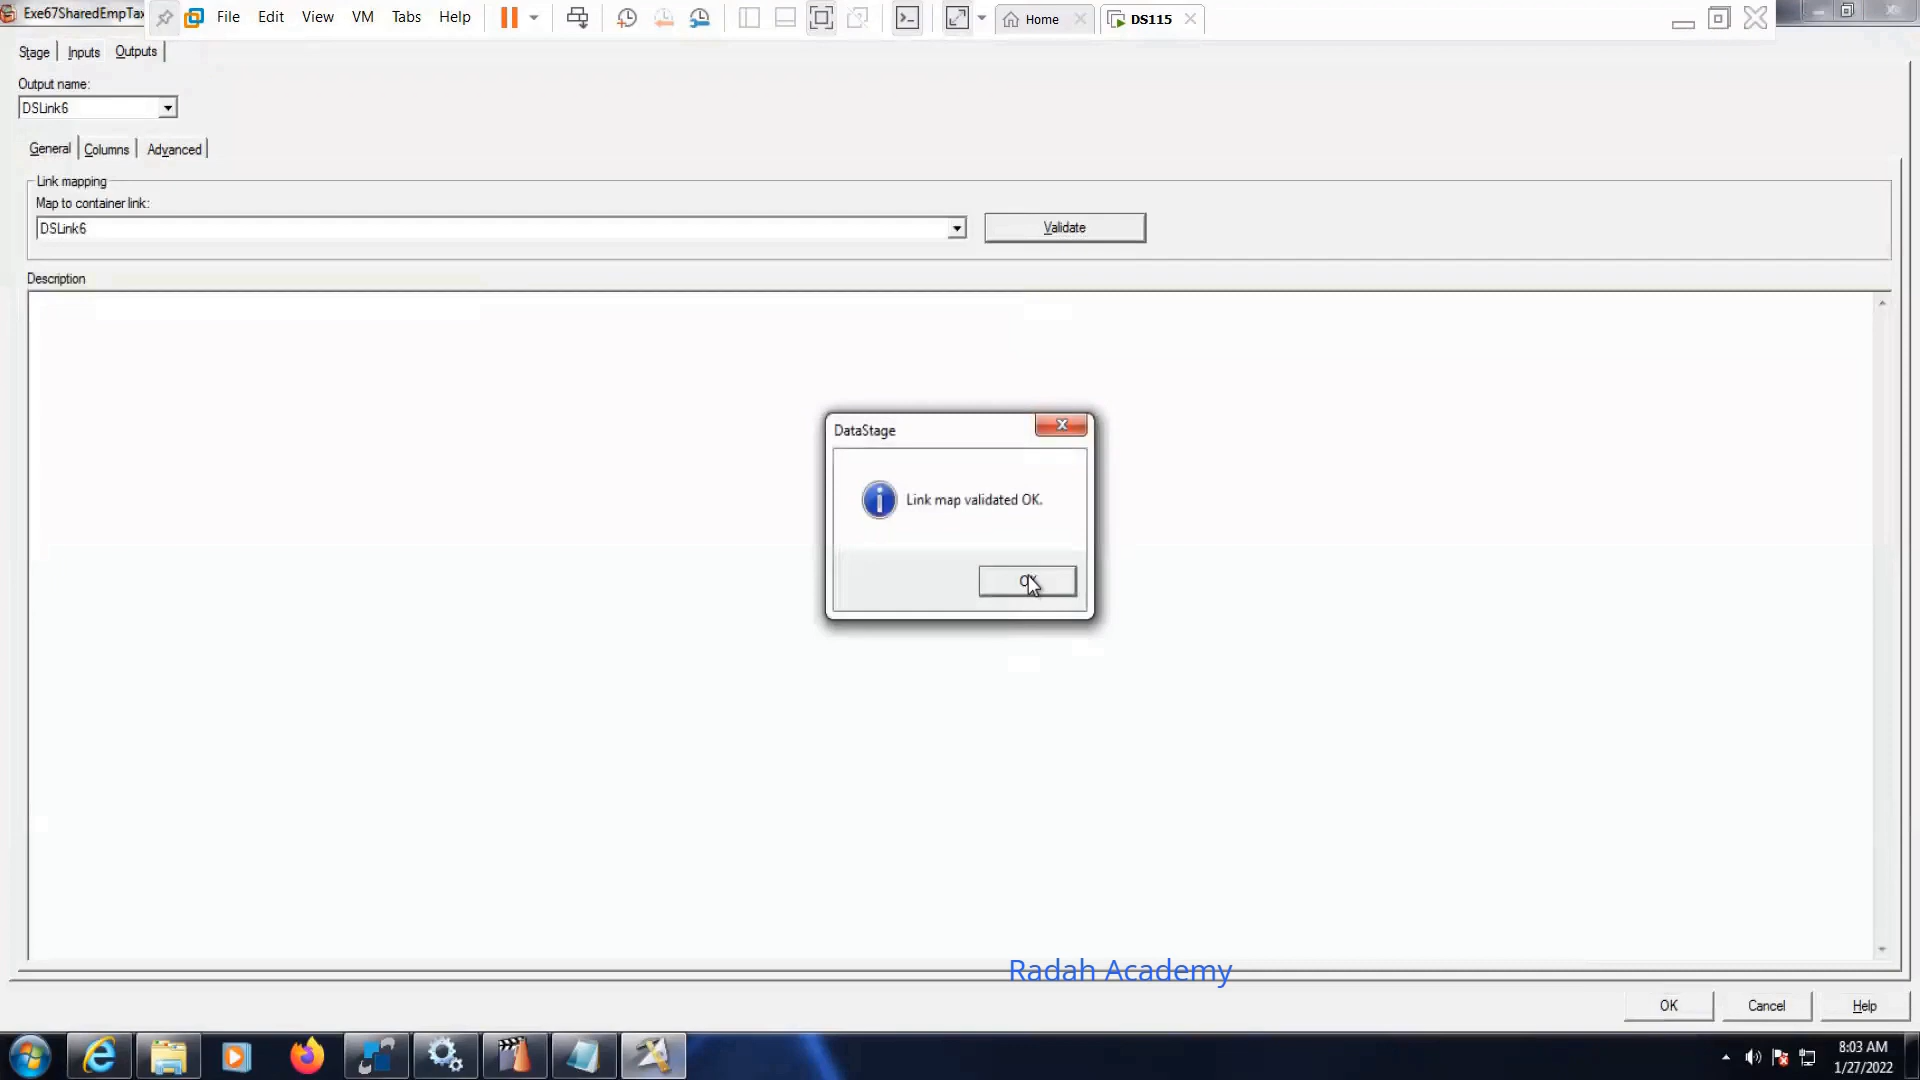 Exe67SharedEmpTax
File Edit View VM Tabs Help
Home
DS115
Stage Inputs Outputs
Output name:
DSLink6
General Columns Advanced
Link mapping
Map to container link:
DSLink6
Validate
Description
DataStage
Link map validated OK.
OK
Radah Academy
OK Cancel Help
8:03 AM
1/27/2022